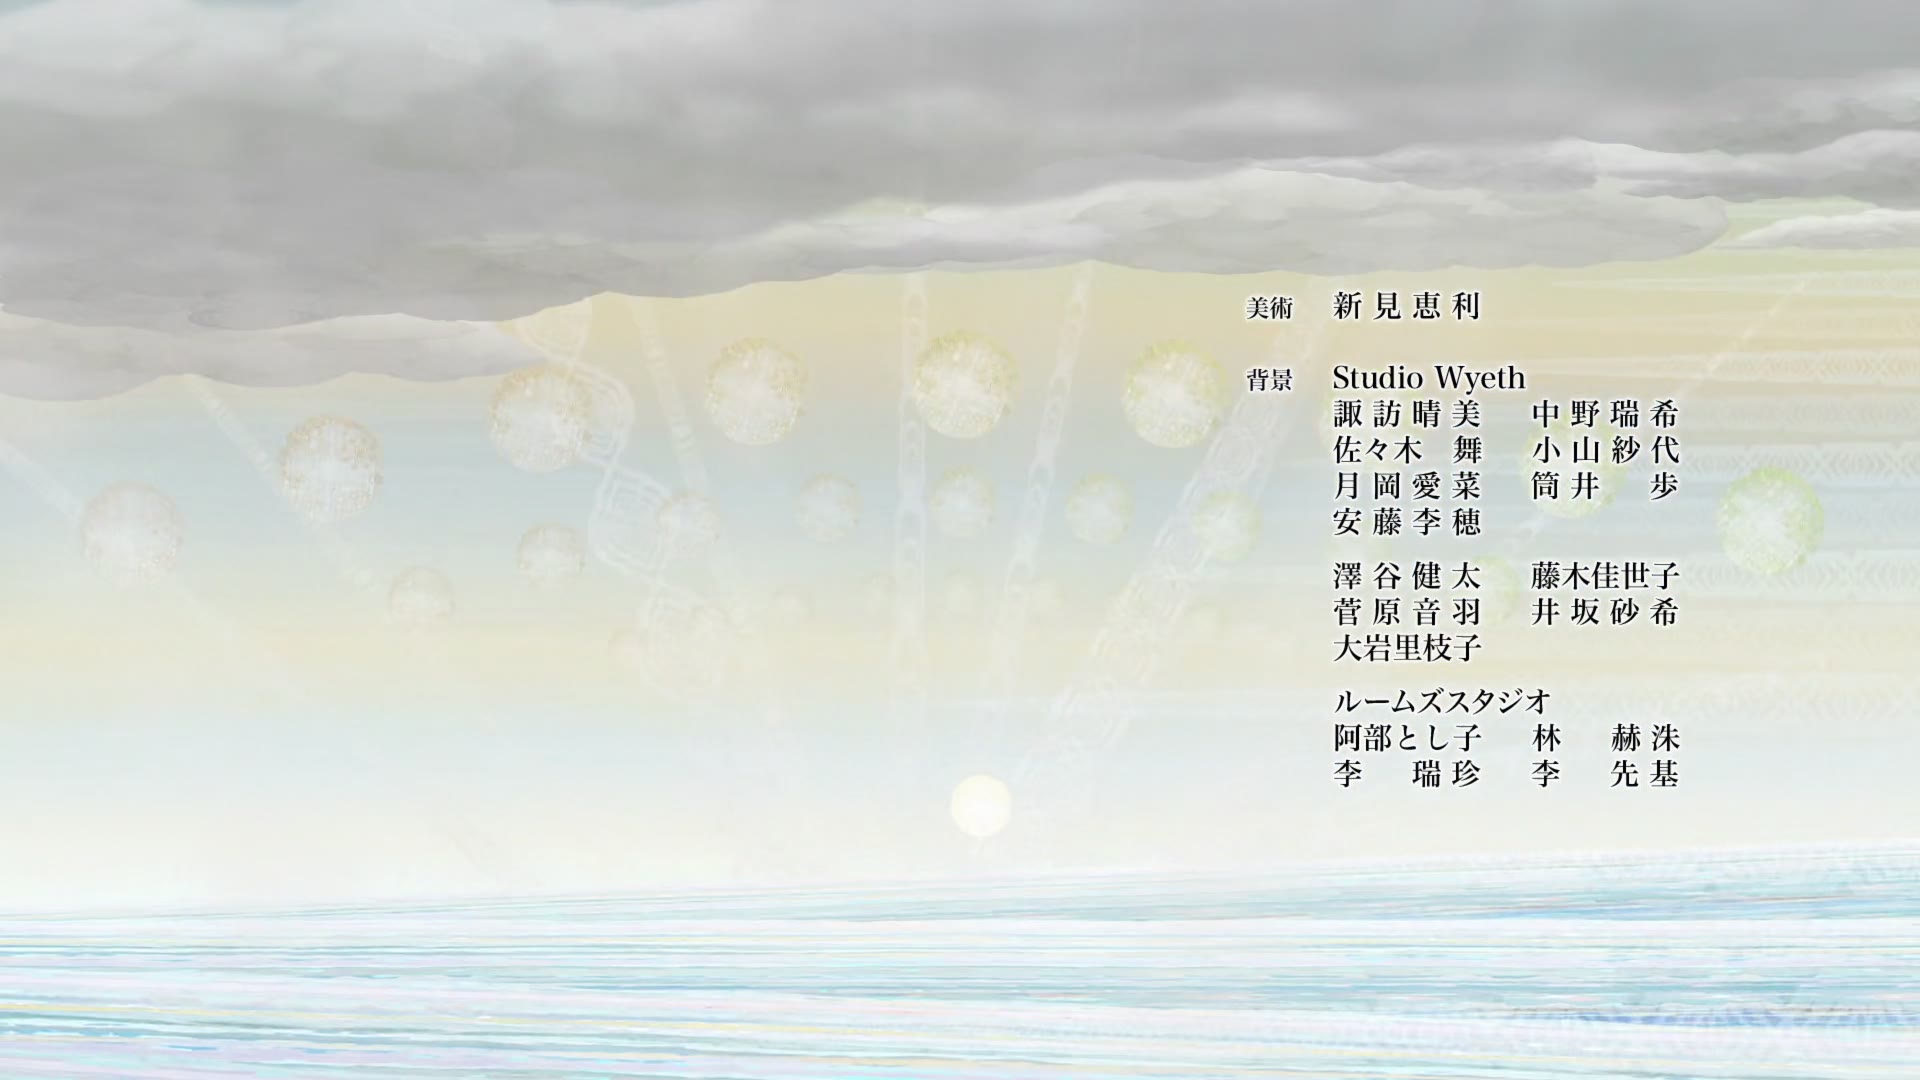 美術 新見恵利
背景 Studio Wyeth
諏訪晴美 中野瑞希
佐々木 舞 小山紗代
月岡愛菜 筒井 歩
安藤李穂
澤谷健太 藤木佳世子
菅原音羽 井坂砂希
大岩里枝子
ルームズスタジオ
阿部とし子 林 赫洙
李 瑞珍 李 先基